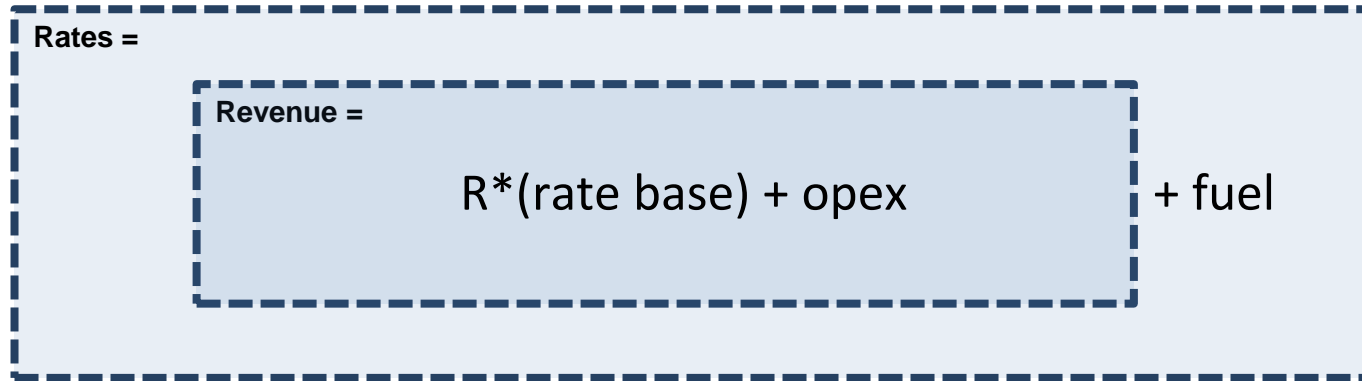 Rates =
Revenue =
R*(rate base) + opex
+ fuel